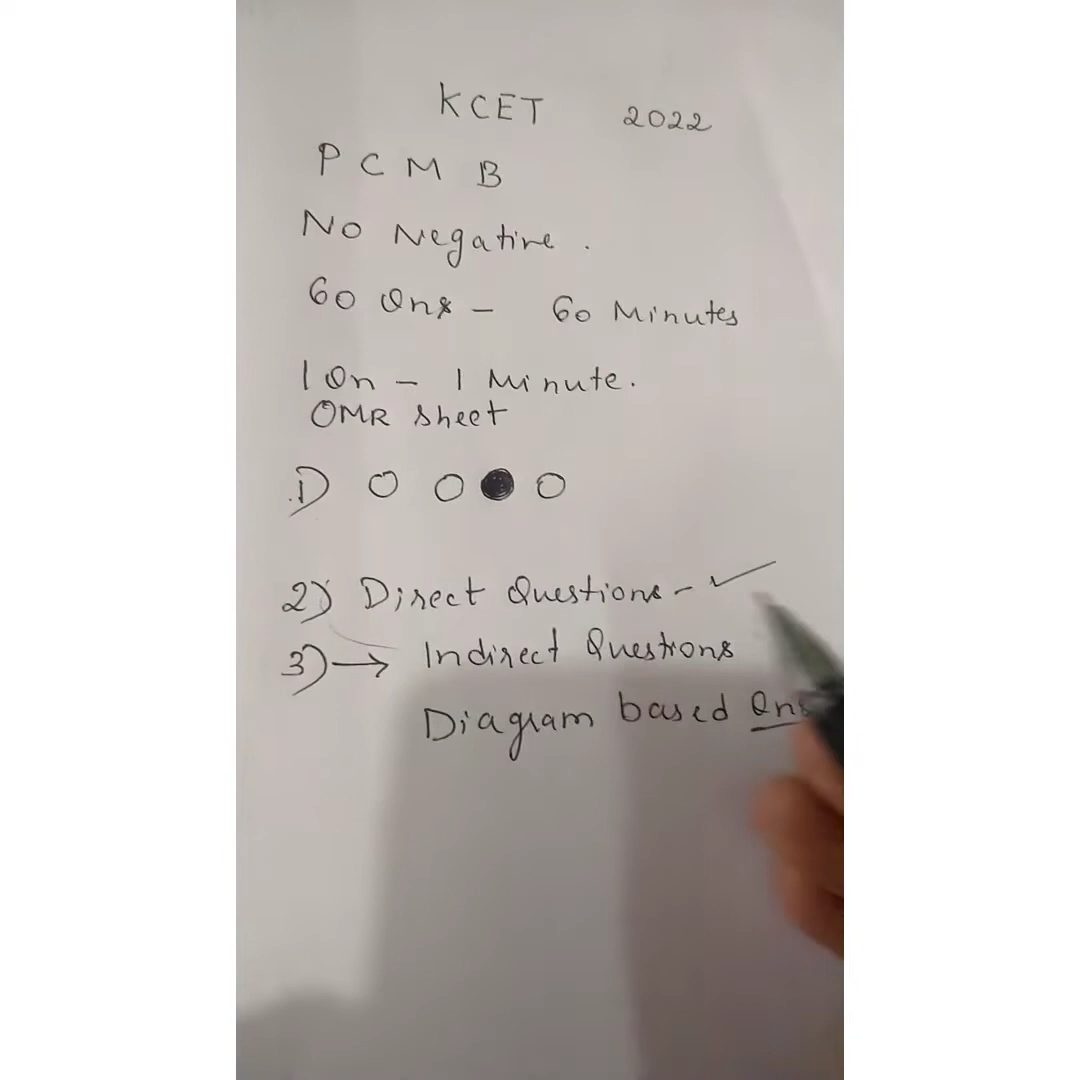 KCET 2022
P C M B
No Negative.
60 Qns - 60 Minutes
1 Qn - 1 Minute.
OMR sheet
1)
2) Direct Questions - ✓
3) → Indirect Questions
Diagram based Qns